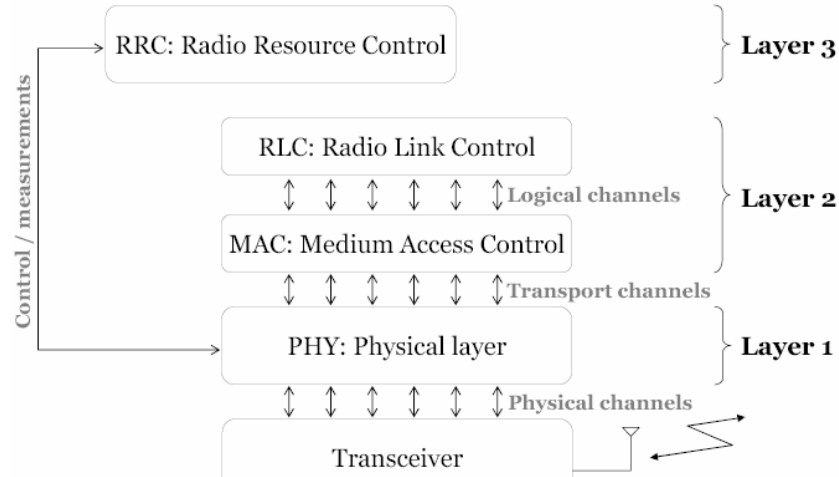 RRC: Radio Resource Control
Layer 3
Control / measurements
RLC: Radio Link Control
Logical channels
Layer 2
MAC: Medium Access Control
Transport channels
PHY: Physical layer
Layer 1
Physical channels
Transceiver